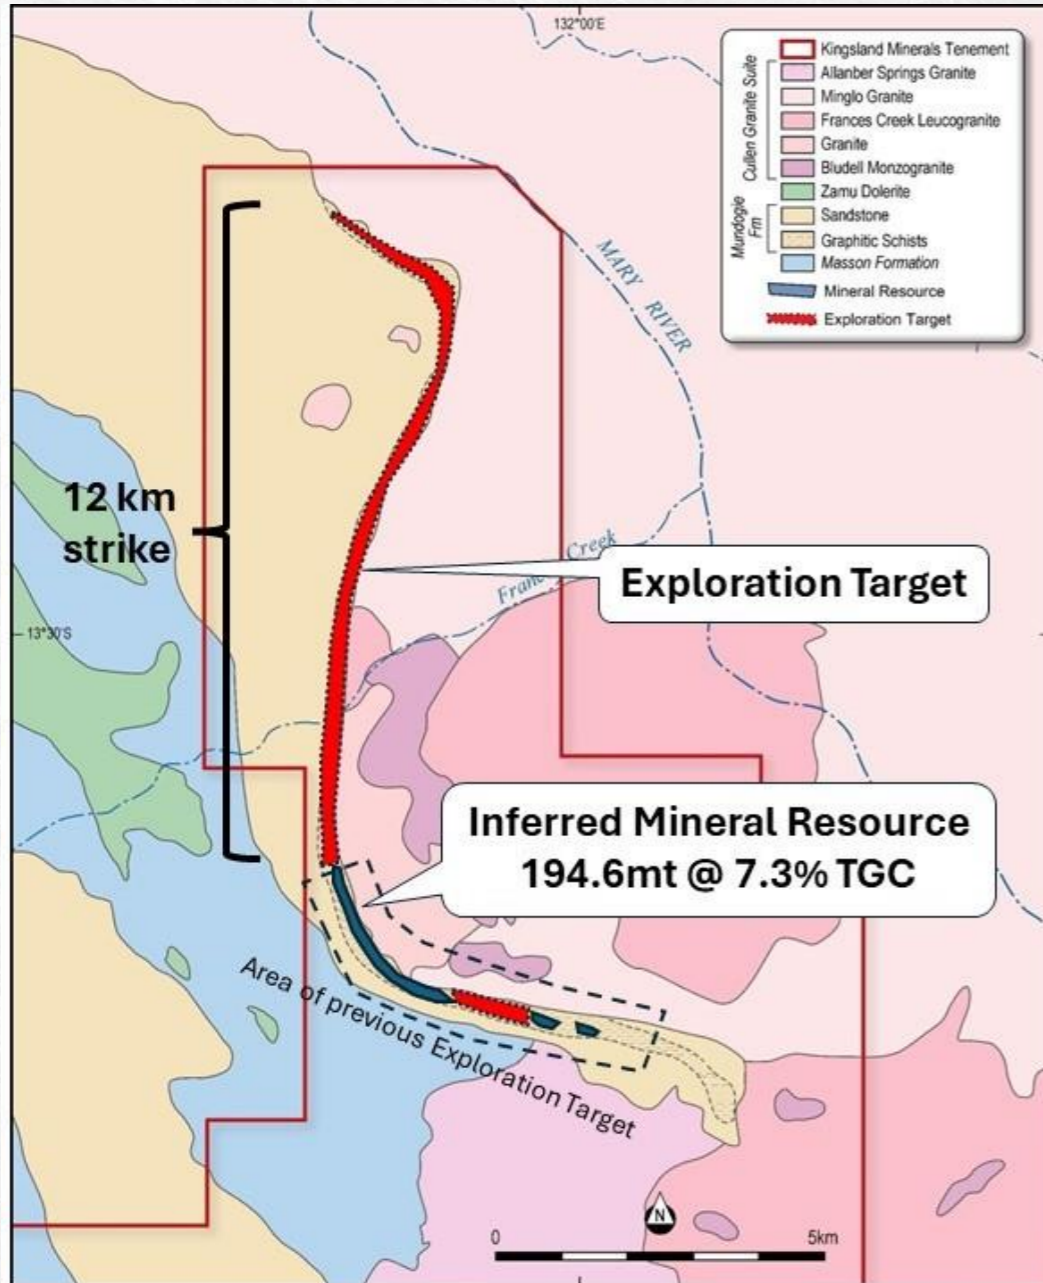 132°00'E
Kingsland Minerals Tenement
Cullen Granite Suite
Allanber Springs Granite
Minglo Granite
Frances Creek Leucogranite
Granite
Bludell Monzogranite
Zamu Dolerite
Mundogie
Fm
Sandstone
Graphitic Schists
Masson Formation
Mineral Resource
Exploration Target
MARY RIVER
12 km
strike
Creek
Exploration Target
13°30'S
Inferred Mineral Resource
194.6mt @ 7.3% TGC
Area of previous Exploration Target
N
0 5km